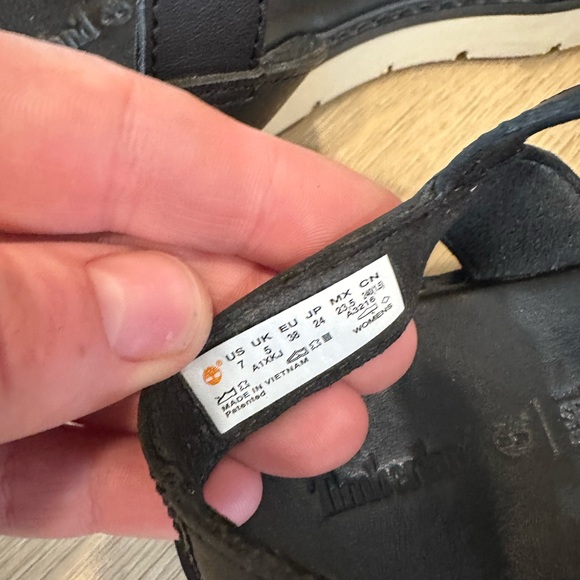 US UK EU JP MX CN
7 5 38 24 23.5 240(1.5)
A1XKJ A3216
WOMENS
MADE IN VIETNAM
Patented
Timberland